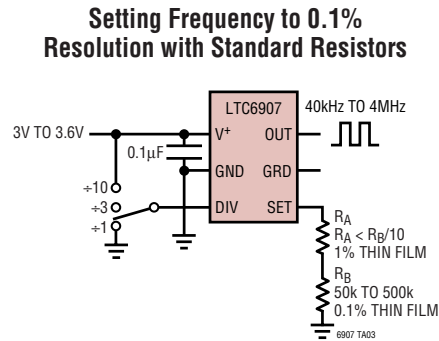 Setting Frequency to 0.1%
Resolution with Standard Resistors
LTC6907
40kHz TO 4MHz
3V TO 3.6V
V+
OUT
0.1µF
GND
GRD
÷10
÷3
DIV
SET
÷1
RA
RA < RB/10
1% THIN FILM
RB
50k TO 500k
0.1% THIN FILM
6907 TA03